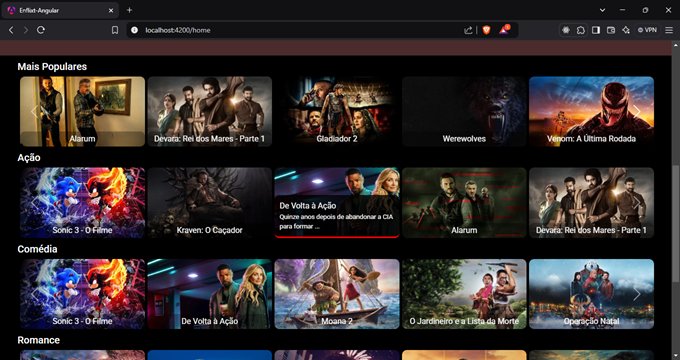 Enflixt-Angular
localhost:4200/home
VPN
Mais Populares
Alarum
Devara: Rei dos Mares - Parte 1
Gladiador 2
Werewolves
Venom: A Última Rodada
Ação
Sonic 3 - O Filme
Kraven: O Caçador
De Volta à Ação
Quinze anos depois de abandonar a CIA
para formar ...
Alarum
Devara: Rei dos Mares - Parte 1
Comédia
Sonic 3 - O Filme
De Volta à Ação
Moana 2
O Jardineiro e a Lista da Morte
Operação Natal
Romance